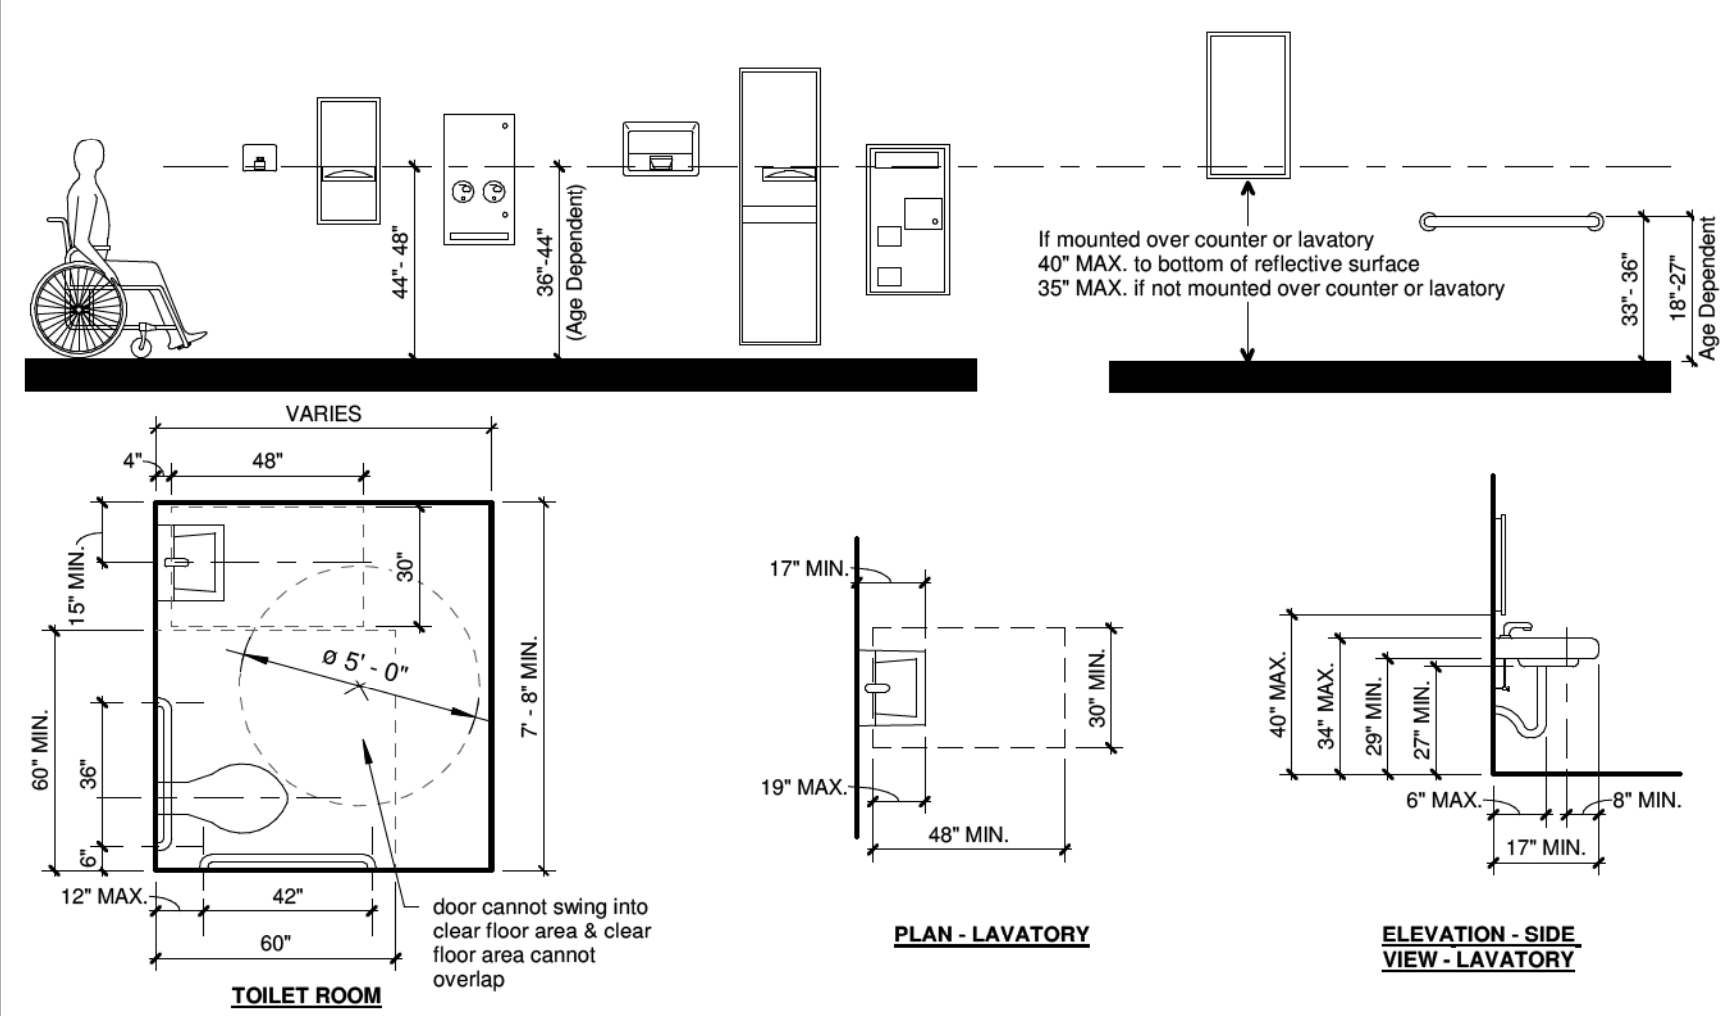 44"- 48"
36"-44"
(Age Dependent)
If mounted over counter or lavatory
40" MAX. to bottom of reflective surface
35" MAX. if not mounted over counter or lavatory
33"- 36"
18"-27"
Age Dependent
VARIES
4"
48"
15" MIN.
30"
ø 5' - 0"
7' - 8" MIN.
60" MIN.
36"
6"
12" MAX.
42"
60"
door cannot swing into
clear floor area & clear
floor area cannot
overlap
TOILET ROOM
17" MIN.
30" MIN.
19" MAX.
48" MIN.
PLAN - LAVATORY
40" MAX.
34" MAX.
29" MIN.
27" MIN.
6" MAX.
8" MIN.
17" MIN.
ELEVATION - SIDE
VIEW - LAVATORY